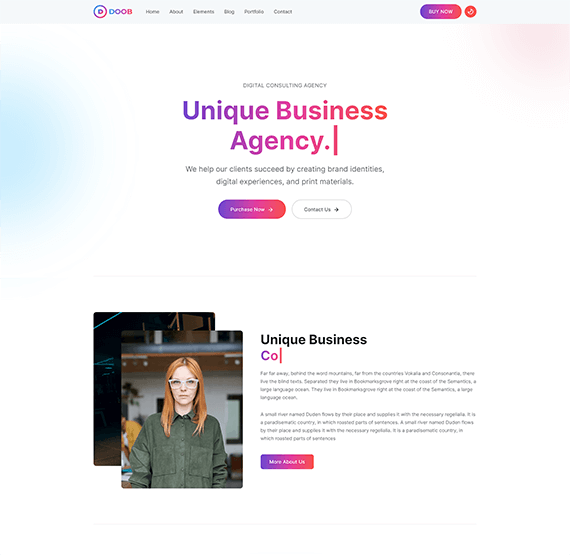 D DOOB
Home About Elements Blog Portfolio Contact
BUY NOW
DIGITAL CONSULTING AGENCY
Unique Business
Agency.
We help our clients succeed by creating brand identities,
digital experiences, and print materials.
Purchase Now →
Contact Us →
Unique Business
Co
Far far away, behind the word mountains, far from the countries Vokalia and Consonantia, there
live the blind texts. Separated they live in Bookmarksgrove right at the coast of the Semantics, a
large language ocean. They live in Bookmarksgrove right at the coast of the Semantics, a large
language ocean.
A small river named Duden flows by their place and supplies it with the necessary regelialia. It is
a paradisematic country, in which roasted parts of sentences. A small river named Duden flows
by their place and supplies it with the necessary regelialia. It is a paradisematic country, in
which roasted parts of sentences
More About Us